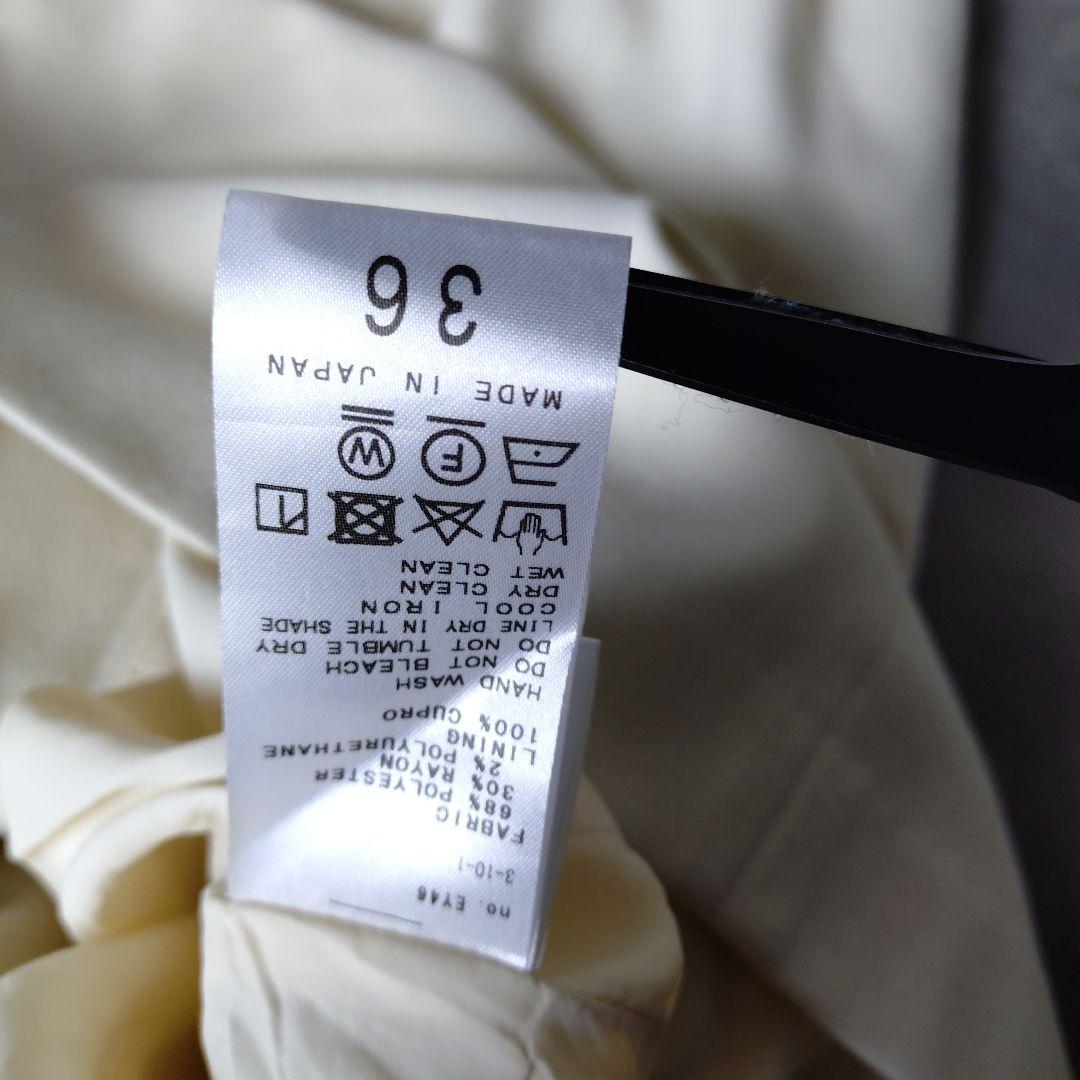 no. EY46
3-10-1
FABRIC
68% POLYESTER
30% RAYON
2% POLYURETHANE
LINING
100% CUPRO
HAND WASH
DO NOT BLEACH
DO NOT TUMBLE DRY
LINE DRY IN THE SHADE
COOL IRON
DRY CLEAN
WET CLEAN
F W
MADE IN JAPAN
36